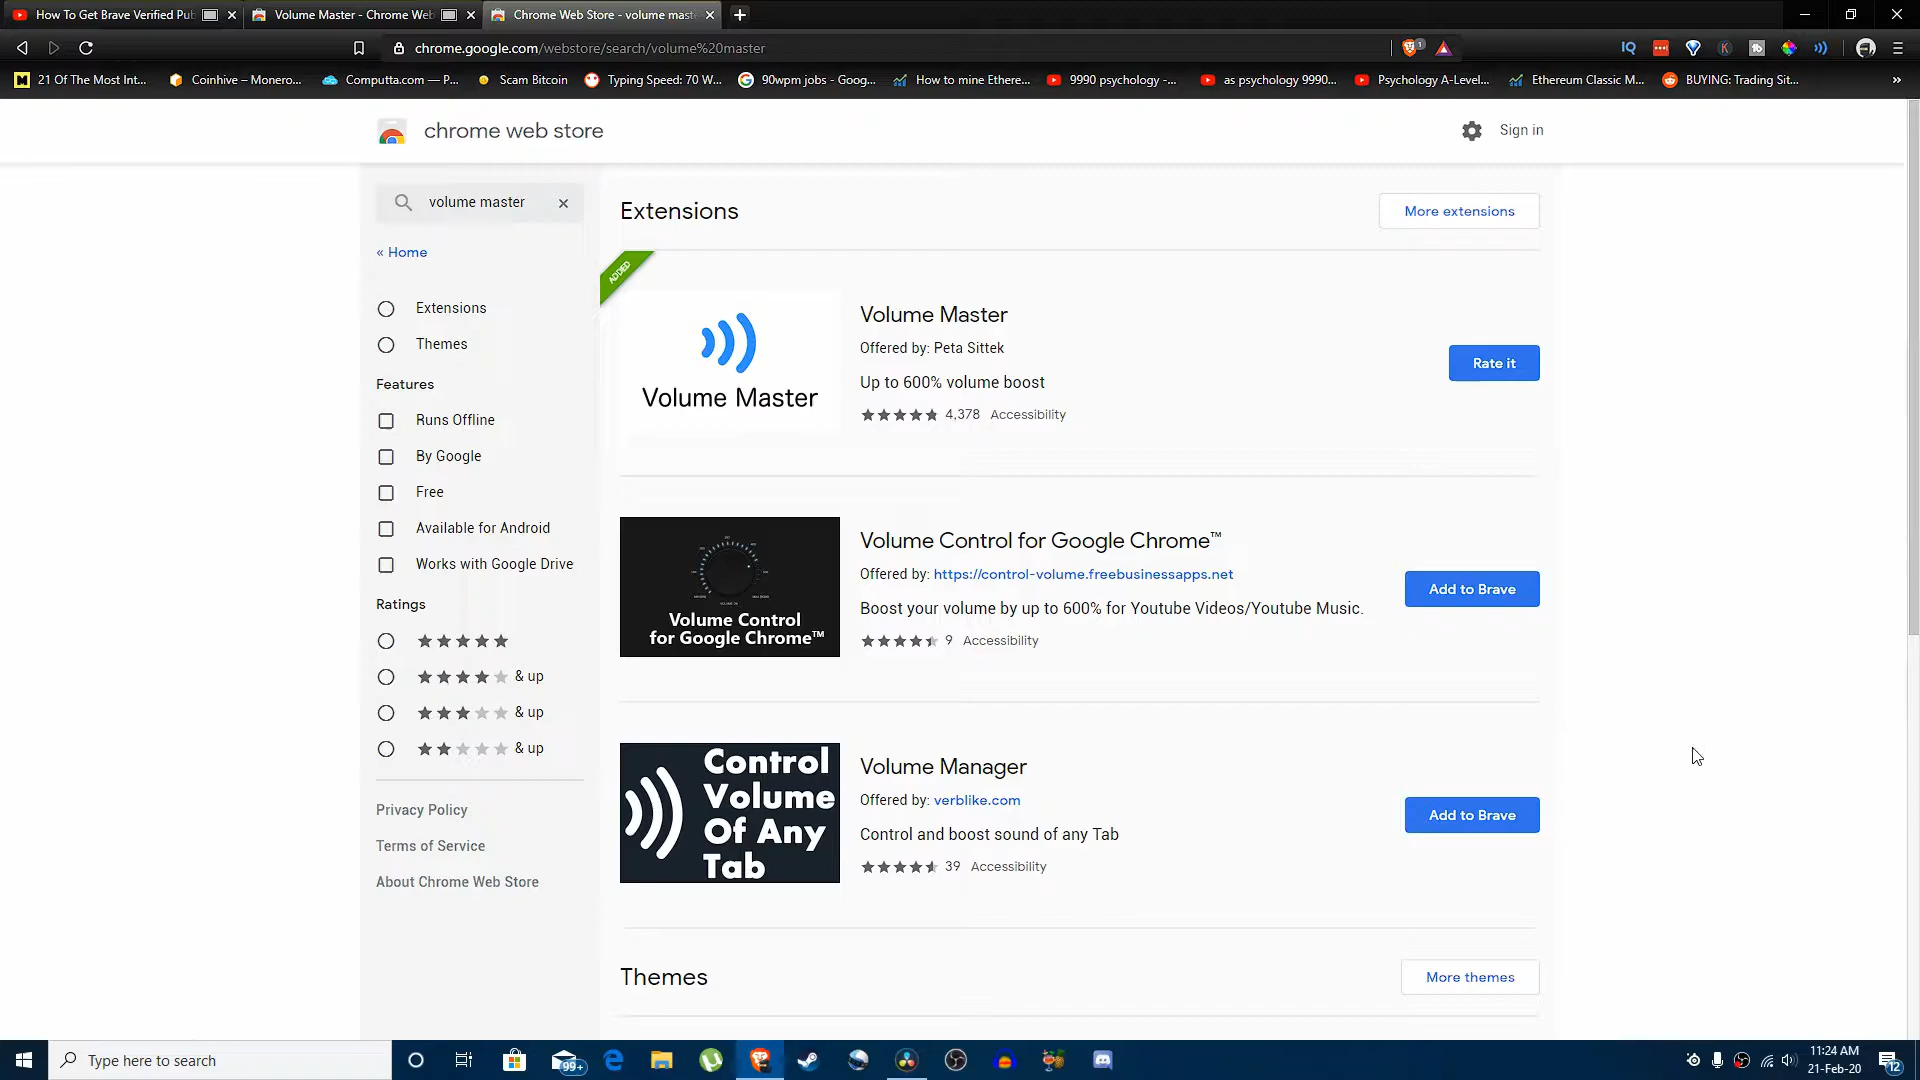 How To Get Brave Verified Pub
Volume Master - Chrome Web
Chrome Web Store - volume mast
chrome.google.com/webstore/search/volume%20master
1
IQ
21 Of The Most Int...
Coinhive – Monero...
Computta.com — P...
Scam Bitcoin
Typing Speed: 70 W...
90wpm jobs - Goog...
How to mine Ethere...
9990 psychology -...
as psychology 9990...
Psychology A-Level...
Ethereum Classic M...
BUYING: Trading Sit...
»
chrome web store
Sign in
volume master
« Home
Extensions
Themes
Features
Runs Offline
By Google
Free
Available for Android
Works with Google Drive
Ratings
& up
& up
& up
Privacy Policy
Terms of Service
About Chrome Web Store
Extensions
More extensions
ADDED
Volume Master
Volume Master
Offered by: Peta Sittek
Up to 600% volume boost
4,378 Accessibility
Rate it
Volume Control
for Google Chrome™
Volume Control for Google Chrome™
Offered by: https://control-volume.freebusinessapps.net
Boost your volume by up to 600% for Youtube Videos/Youtube Music.
9 Accessibility
Add to Brave
Control
Volume
Of Any
Tab
Volume Manager
Offered by: verblike.com
Control and boost sound of any Tab
39 Accessibility
Add to Brave
Themes
More themes
Type here to search
99+
11:24 AM
21-Feb-20
12